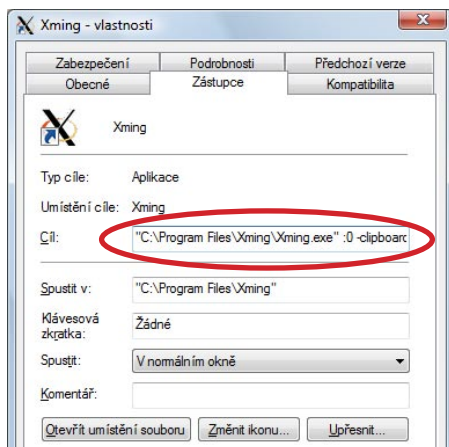 Xming - vlastnosti
Zabezpečení Podrobnosti Předchozí verze
Obecné Zástupce Kompatibilita
Xming
Typ cíle: Aplikace
Umístění cíle: Xming
Cíl: "C:\Program Files\Xming\Xming.exe" :0 -clipboard
Spustit v: "C:\Program Files\Xming"
Klávesová zkratka: Žádné
Spustit: V normálním okně
Komentář:
Otevřít umístění souboru Změnit ikonu... Upřesnit...